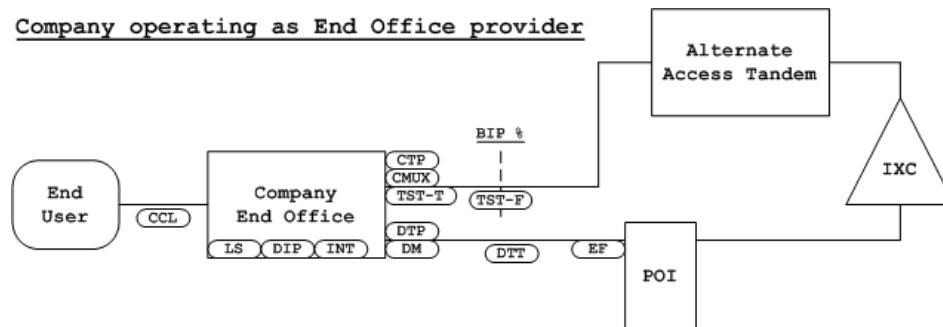 Company operating as End Office provider
Alternate
Access Tandem
BIP %
CTP
CMUX
TST-T
TST-F
IXC
End
User
CCL
Company
End Office
LS
DIP
INT
DTP
DM
DTT
EF
POI